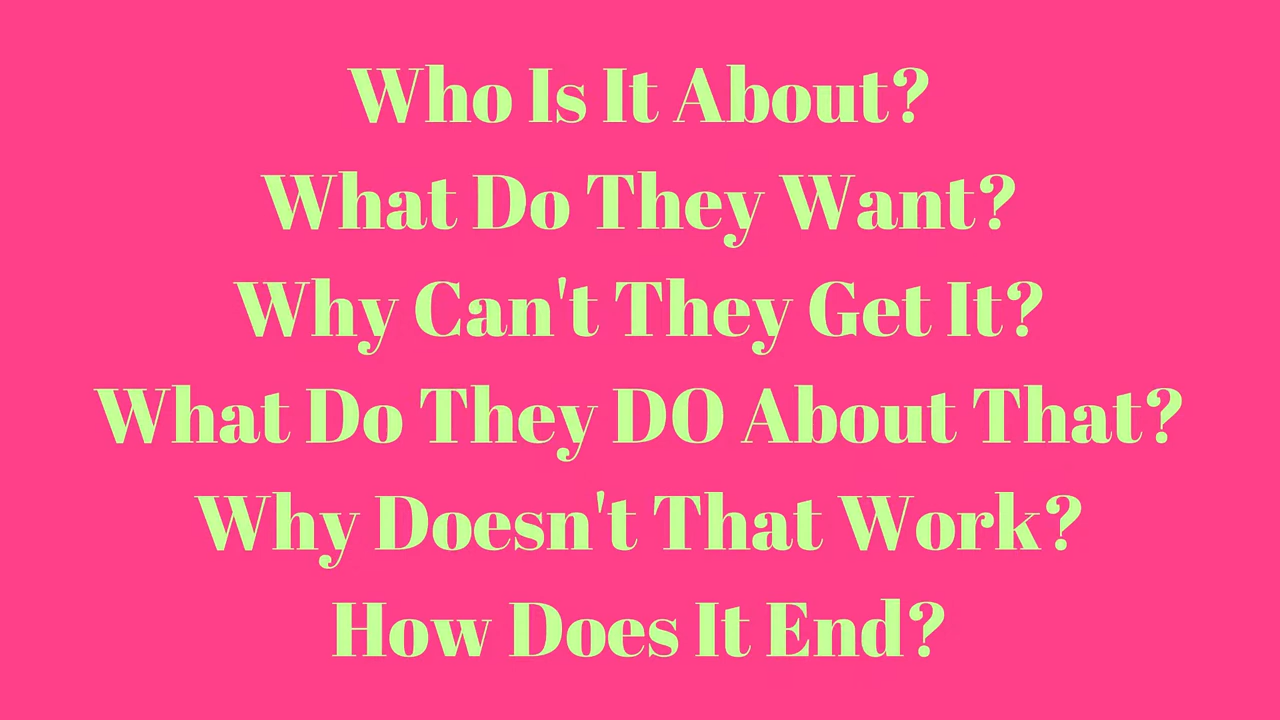 Who Is It About?
What Do They Want?
Why Can't They Get It?
What Do They DO About That?
Why Doesn't That Work?
How Does It End?